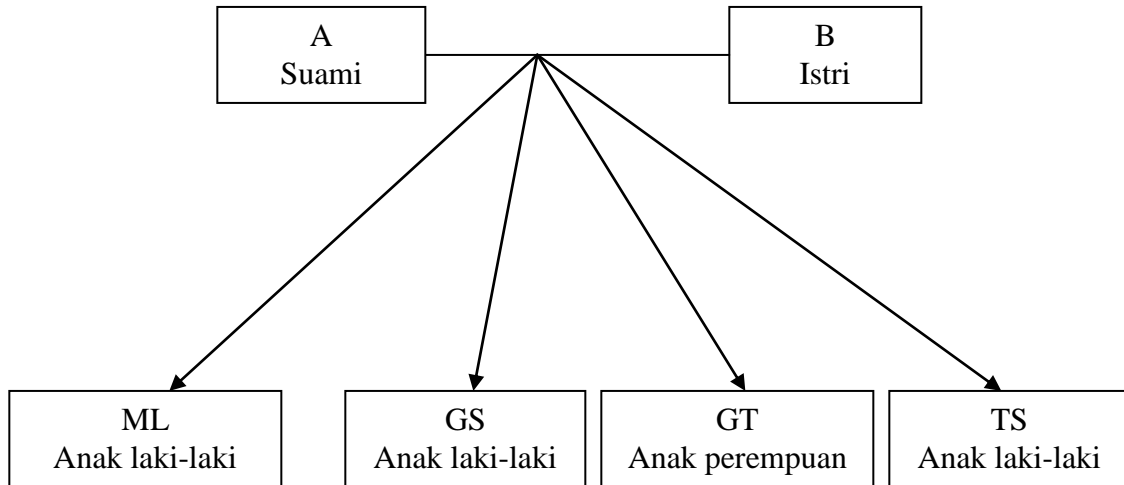 A
Suami
B
Istri
ML
Anak laki-laki
GS
Anak laki-laki
GT
Anak perempuan
TS
Anak laki-laki